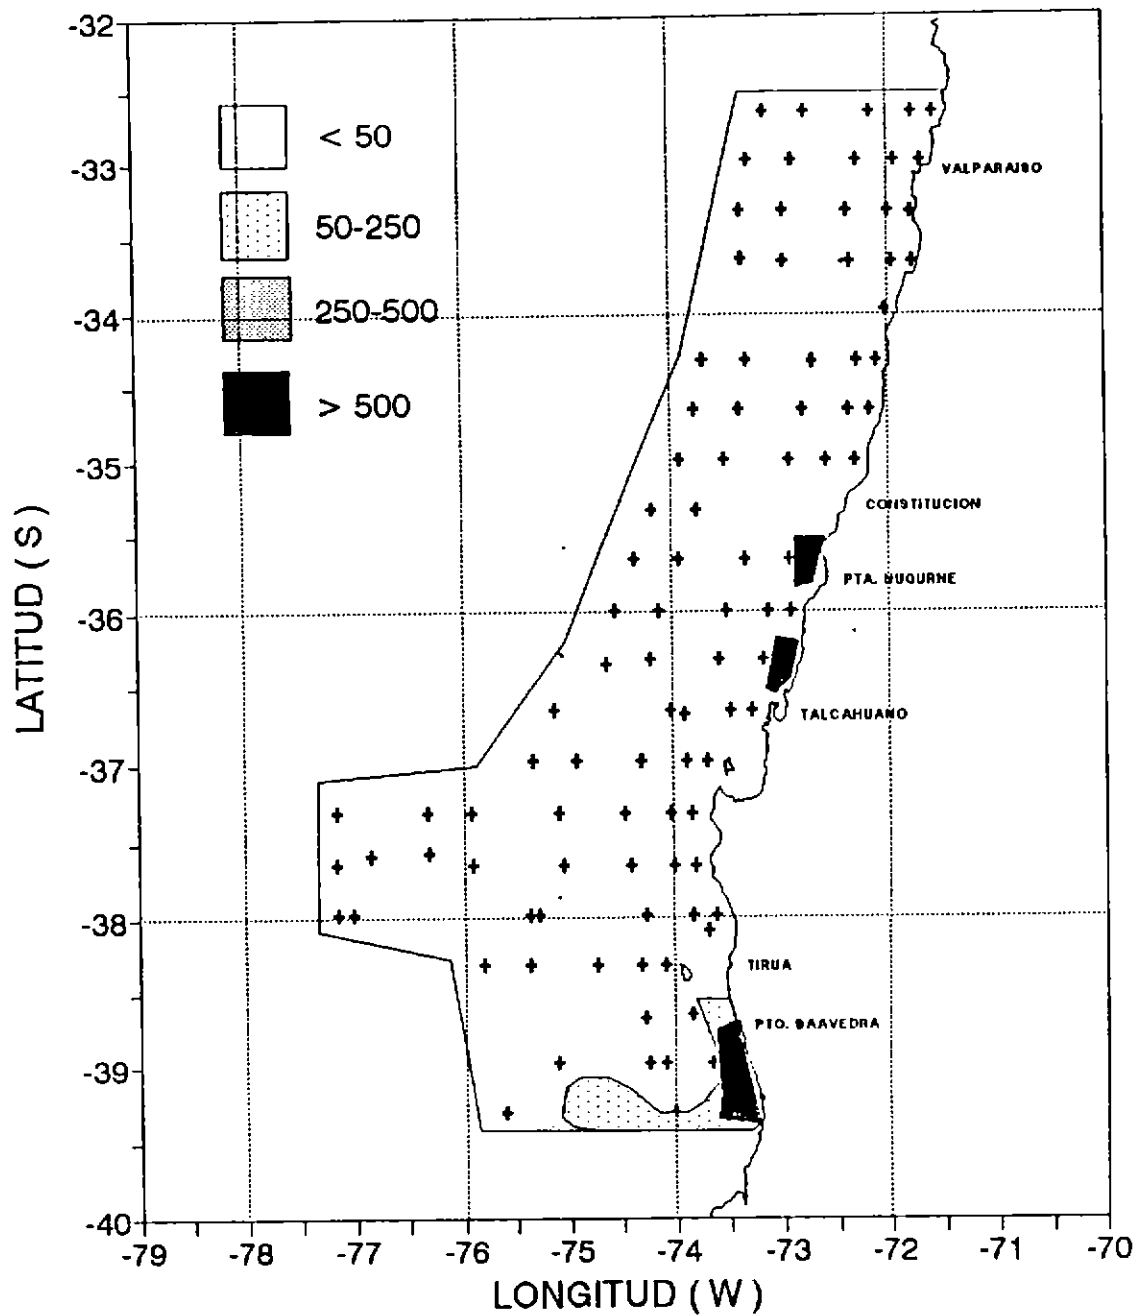 -32
< 50
-33
VALPARAISO
50-250
250-500
-34
> 500
-35
CONSTITUCION
PTA. NUGURNE
-36
TALCAHUANO
-37
-38
TIRUA
PTO. SAAVEDRA
-39
-40
LATITUD ( S )
-79 -78 -77 -76 -75 -74 -73 -72 -71 -70
LONGITUD ( W )